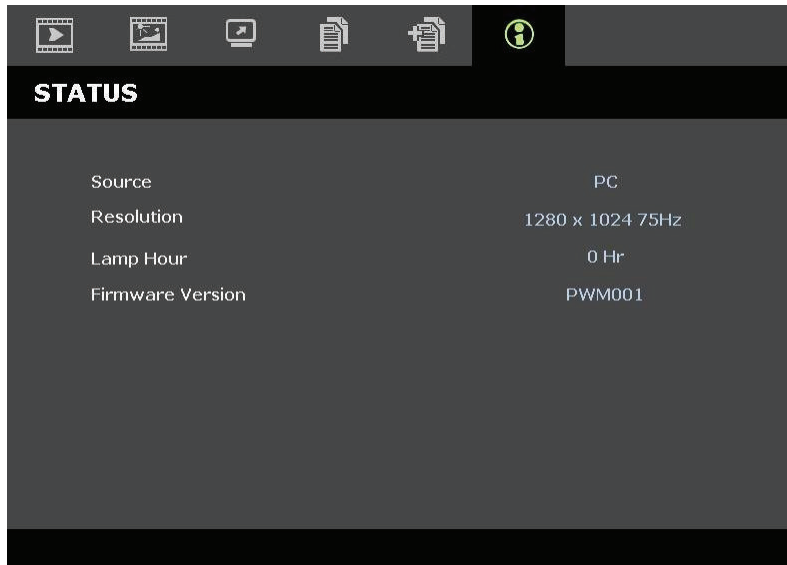 STATUS
Source PC
Resolution 1280 x 1024 75Hz
Lamp Hour 0 Hr
Firmware Version PWM001